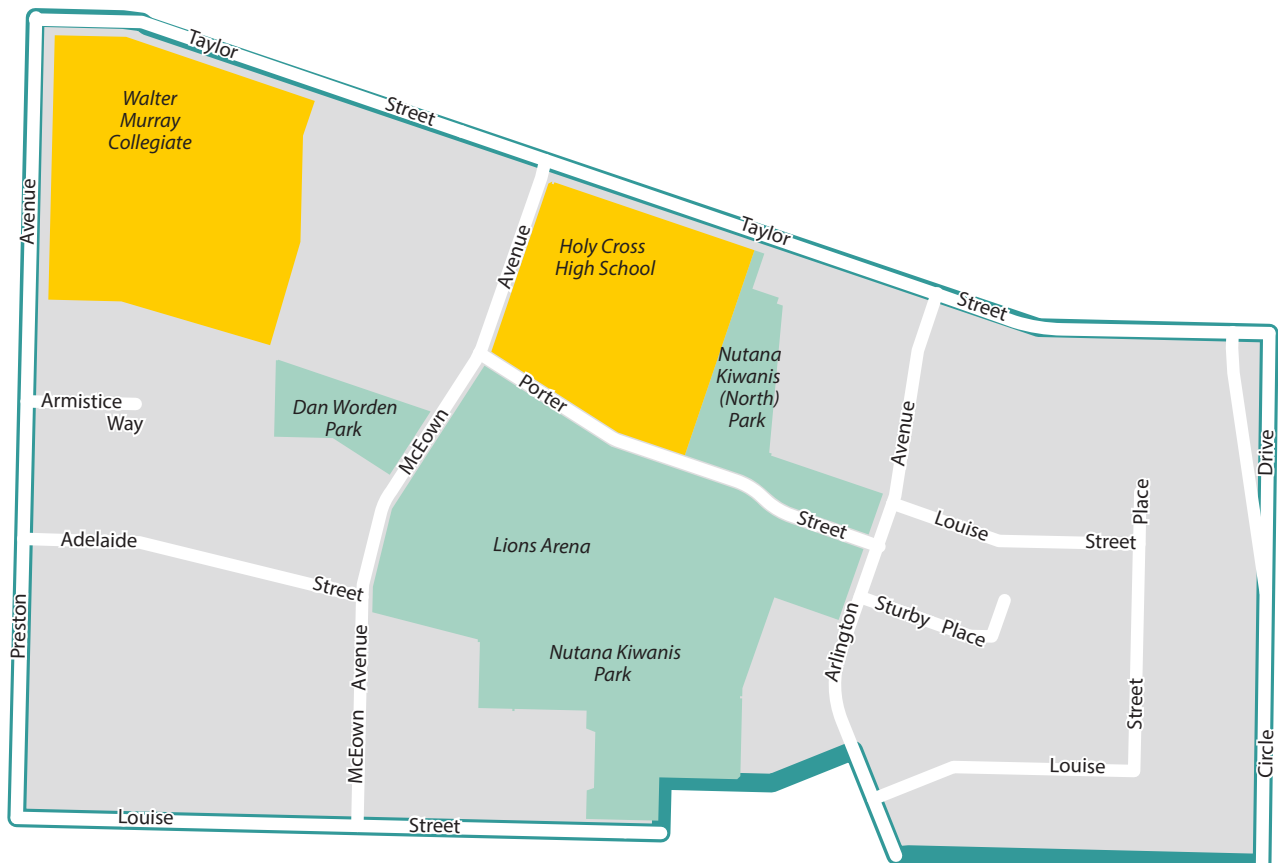 Taylor
Street
Walter
Murray
Collegiate
Avenue
Holy Cross
High School
Taylor
Street
Avenue
Nutana
Kiwanis
(North)
Park
Porter
Dan Worden
Park
Armistice
Way
McEown
Avenue
Drive
Place
Louise
Street
Street
Lions Arena
Adelaide
Street
Sturby Place
Preston
Arlington
Nutana Kiwanis
Park
Avenue
McEown
Street
Louise
Circle
Louise
Street